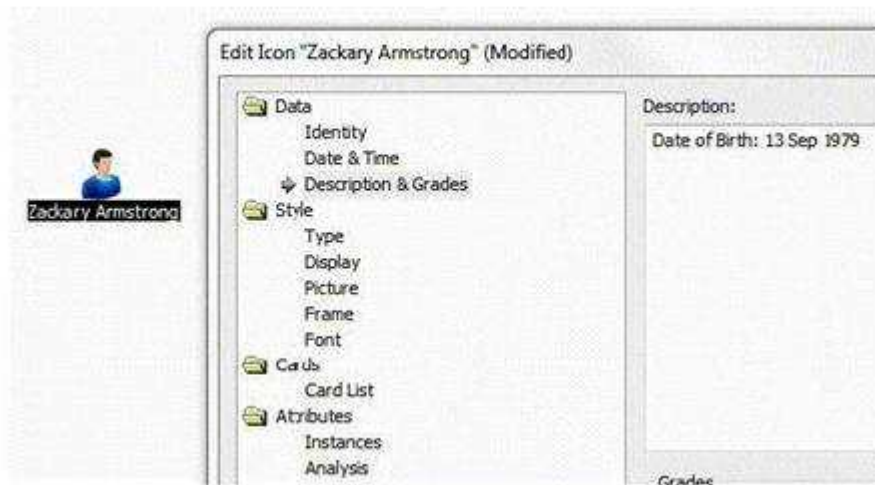 Edit Icon "Zackary Armstrong" (Modified)
Data
Identity
Date & Time
Description & Grades
Style
Type
Display
Picture
Frame
Font
Cards
Card List
Attributes
Instances
Analysis
Description:
Date of Birth: 13 Sep 1979
Grades
Zackary Armstrong